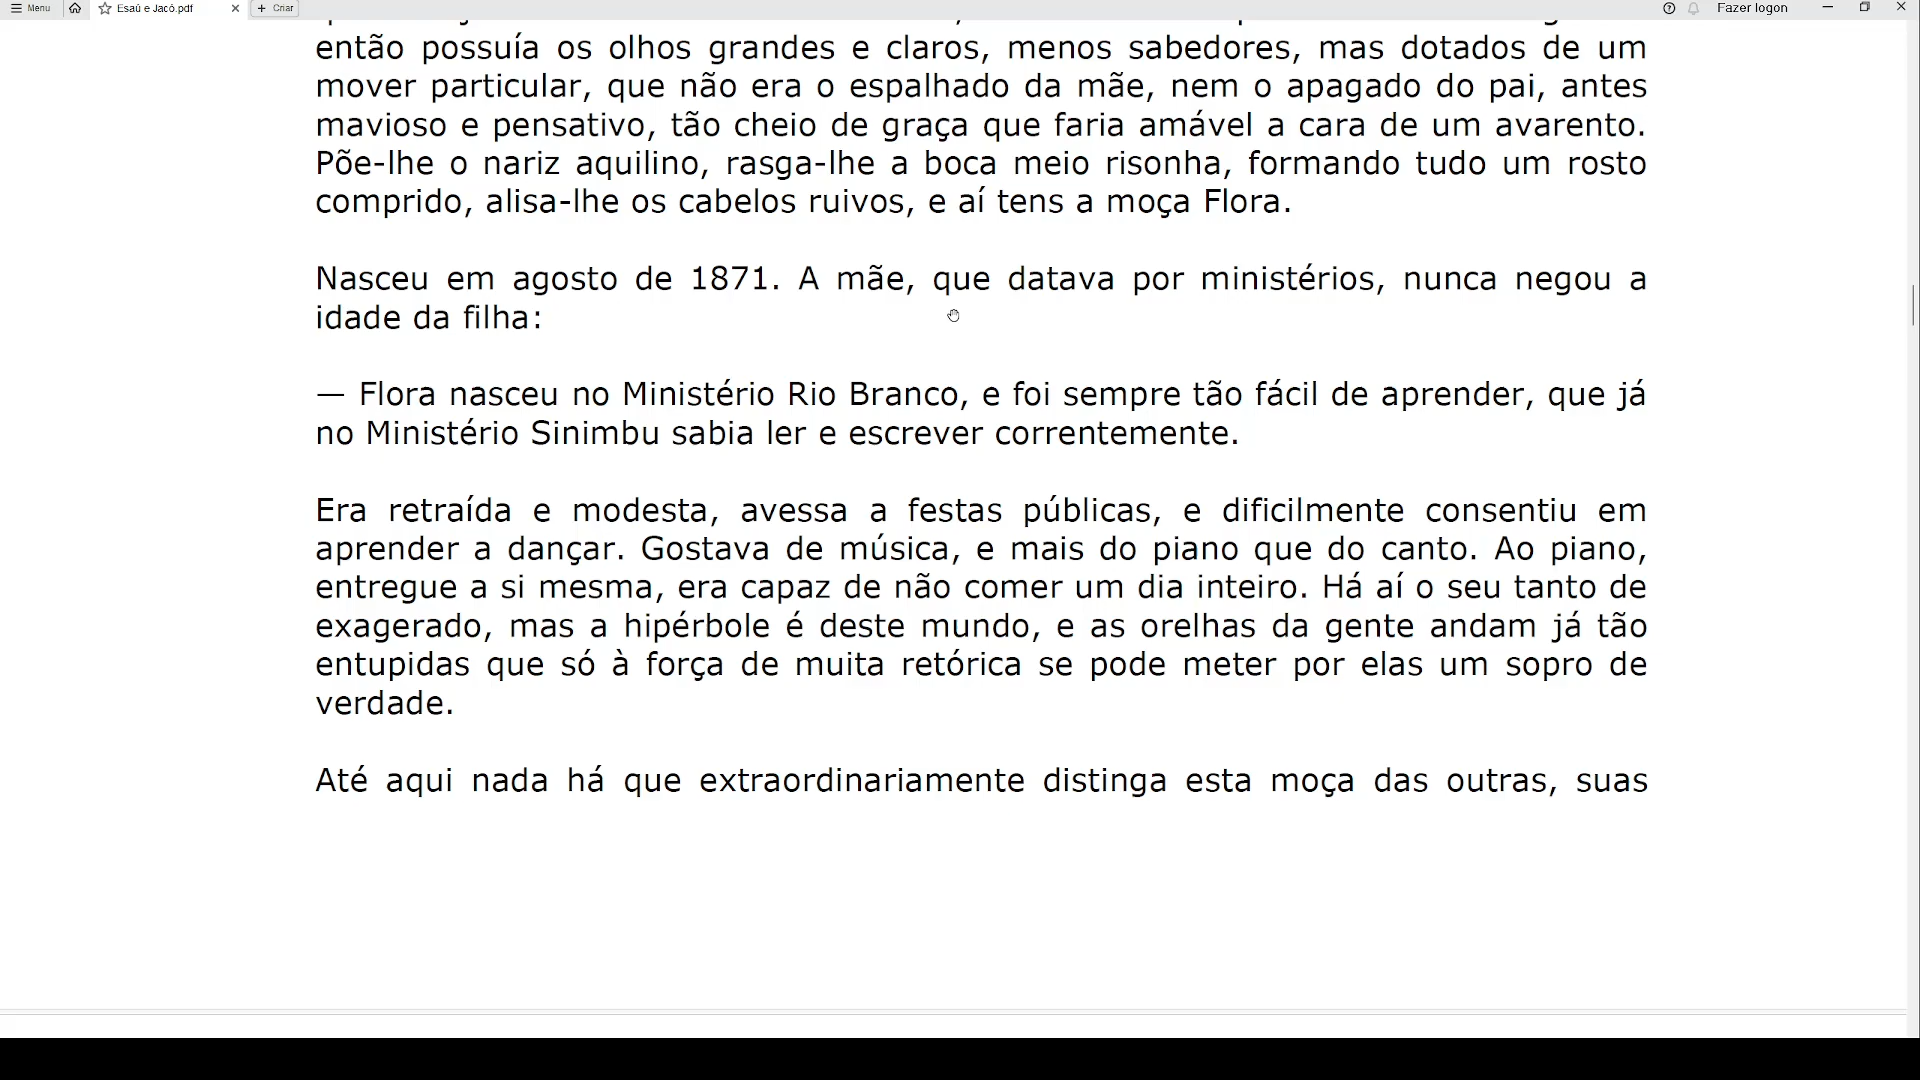 Menu
Esaú e Jacó.pdf
Criar
Fazer logon
então possuía os olhos grandes e claros, menos sabedores, mas dotados de um
mover particular, que não era o espalhado da mãe, nem o apagado do pai, antes
mavioso e pensativo, tão cheio de graça que faria amável a cara de um avarento.
Põe-lhe o nariz aquilino, rasga-lhe a boca meio risonha, formando tudo um rosto
comprido, alisa-lhe os cabelos ruivos, e aí tens a moça Flora.
Nasceu em agosto de 1871. A mãe, que datava por ministérios, nunca negou a
idade da filha:
— Flora nasceu no Ministério Rio Branco, e foi sempre tão fácil de aprender, que já
no Ministério Sinimbu sabia ler e escrever correntemente.
Era retraída e modesta, avessa a festas públicas, e dificilmente consentiu em
aprender a dançar. Gostava de música, e mais do piano que do canto. Ao piano,
entregue a si mesma, era capaz de não comer um dia inteiro. Há aí o seu tanto de
exagerado, mas a hipérbole é deste mundo, e as orelhas da gente andam já tão
entupidas que só à força de muita retórica se pode meter por elas um sopro de
verdade.
Até aqui nada há que extraordinariamente distinga esta moça das outras, suas